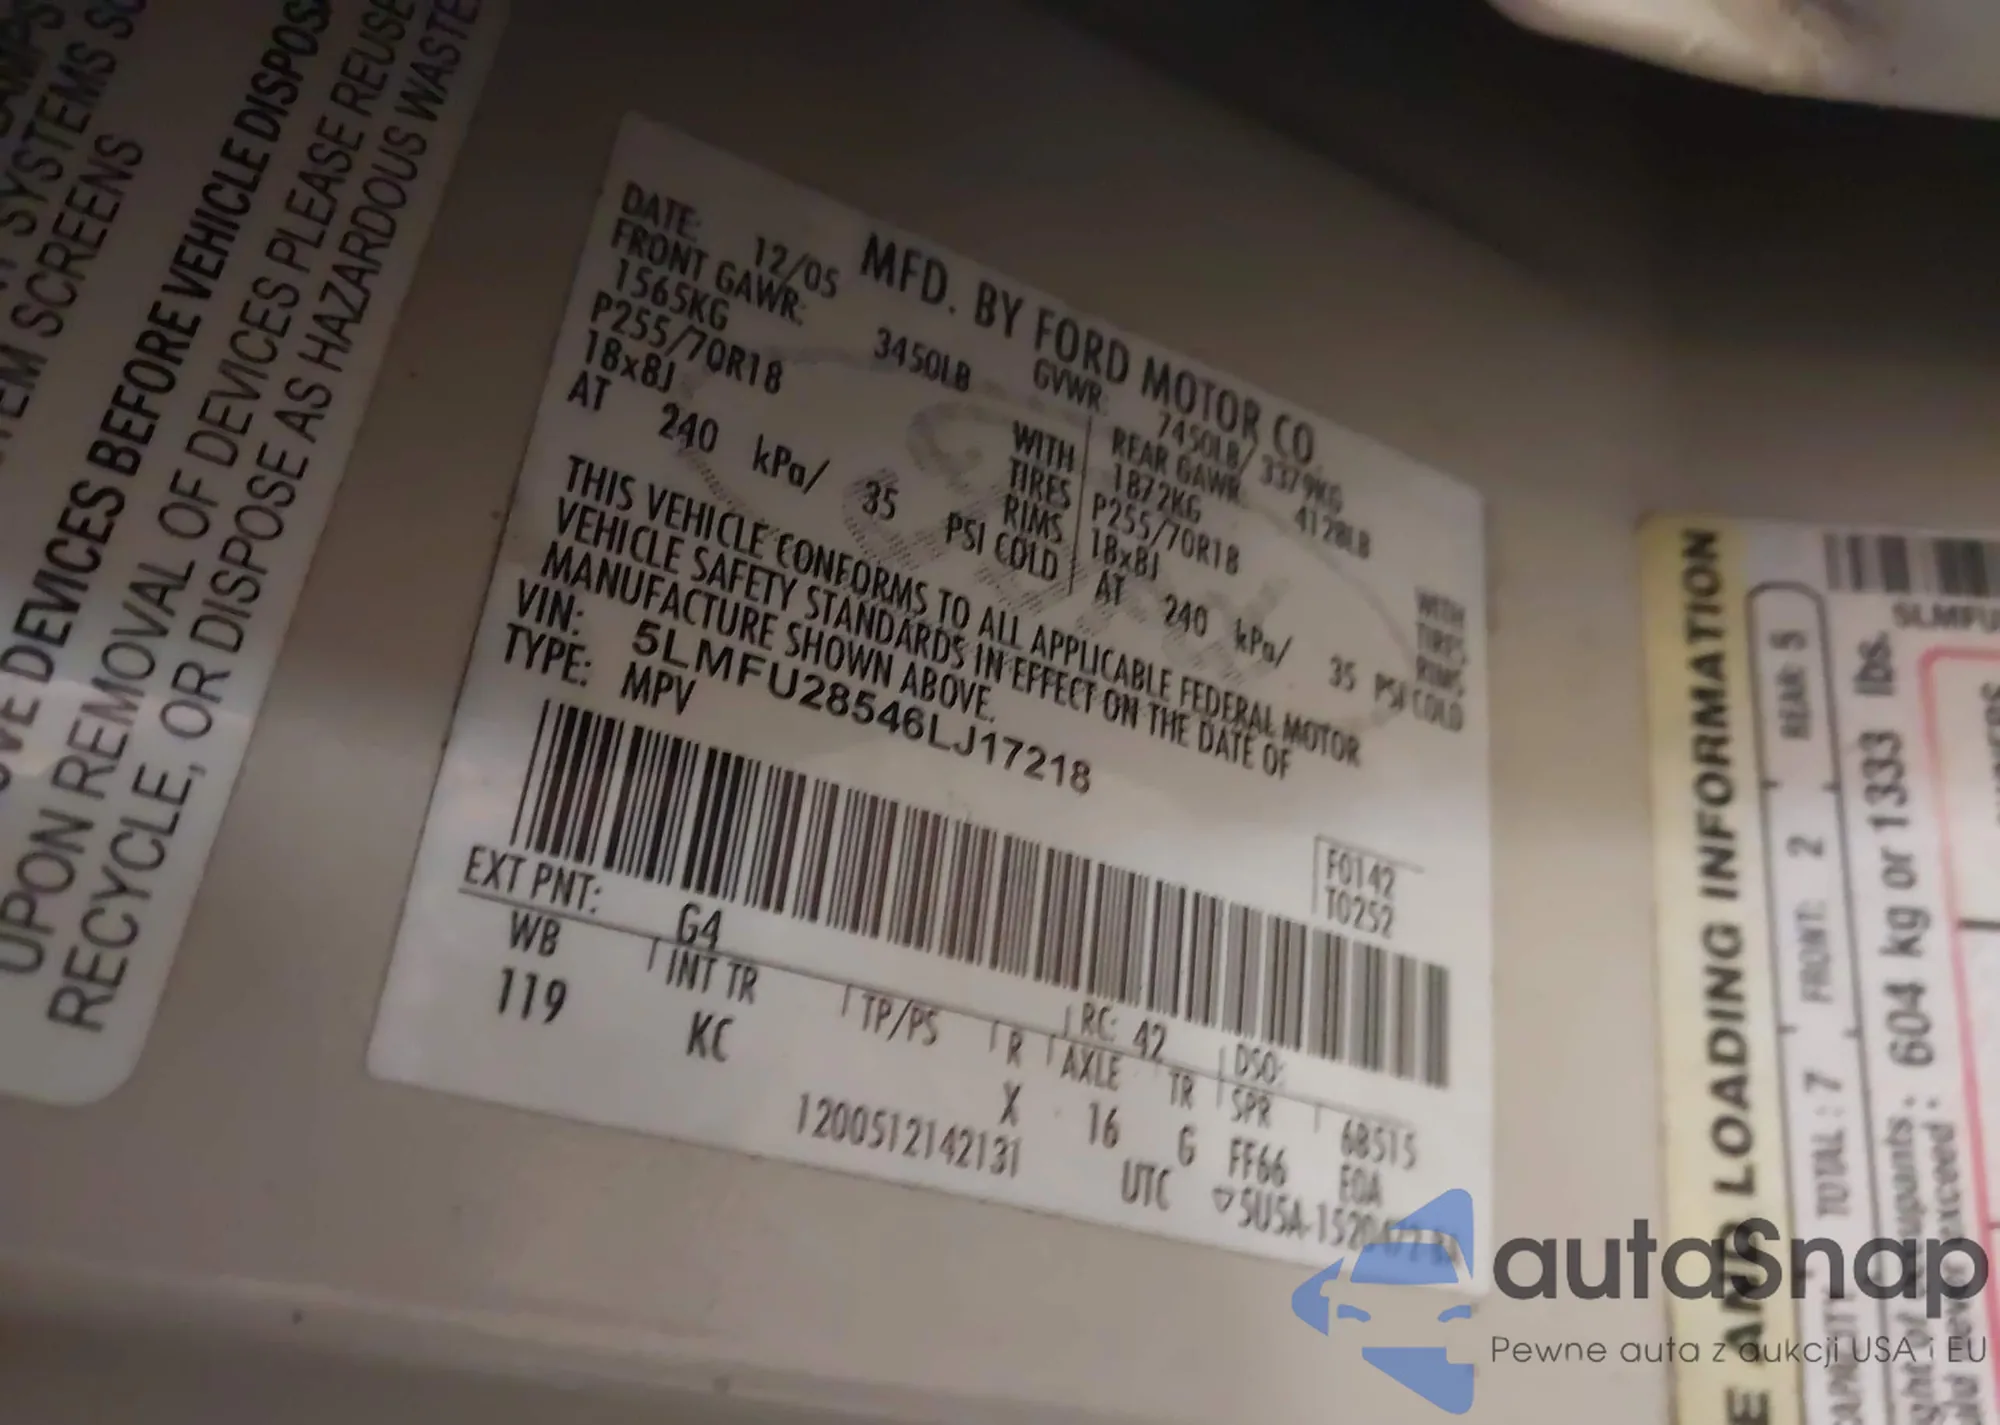 SYSTEMS
SCREENS
DEVICES BEFORE VEHICLE DISPOS
UPON REMOVAL OF DEVICES PLEASE REUSE
RECYCLE, OR DISPOSE AS HAZARDOUS WASTE
MFD. BY FORD MOTOR CO.
DATE: 12/05 GVWR: 7450LB/ 3379KG
FRONT GAWR: 3450LB REAR GAWR: 4128LB
1565KG WITH 1872KG WITH
P255/70R18 TIRES P255/70R18 TIRES
18x8J RIMS 18x8J RIMS
AT 240 kPa/ 35 PSI COLD AT 240 kPa/ 35 PSI COLD
THIS VEHICLE CONFORMS TO ALL APPLICABLE FEDERAL MOTOR
VEHICLE SAFETY STANDARDS IN EFFECT ON THE DATE OF
MANUFACTURE SHOWN ABOVE.
VIN: 5LMFU28546LJ17218
TYPE: MPV
F0142
T0252
EXT PNT: G4 RC: 42 DSO:
WB INT TR TP/PS R AXLE TR SPR 6B515
119 KC X 16 G FF66 EOA
1200512142131 UTC
E AND LOADING INFORMATION
TOTAL : 7 FRONT: 2 REAR: 5
604 kg or 1333 lbs.
autaSnap
Pewne auta z aukcji USA i EU